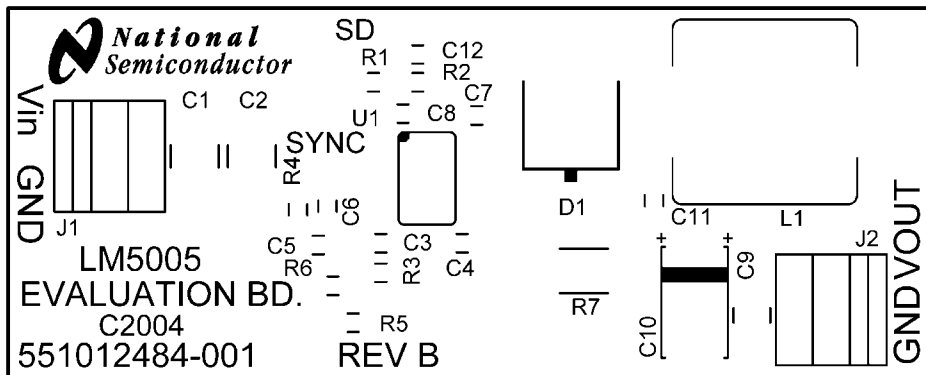 National
Semiconductor
SD
R1
C12
R2
C7
C8
U1
C1
C2
Vin
GND
J1
SYNC
R4
C6
C5
R6
C3
R3
C4
R5
D1
R7
C11
L1
J2
C9
C10
GND VOUT
LM5005
EVALUATION BD.
C2004
551012484-001
REV B
+
+